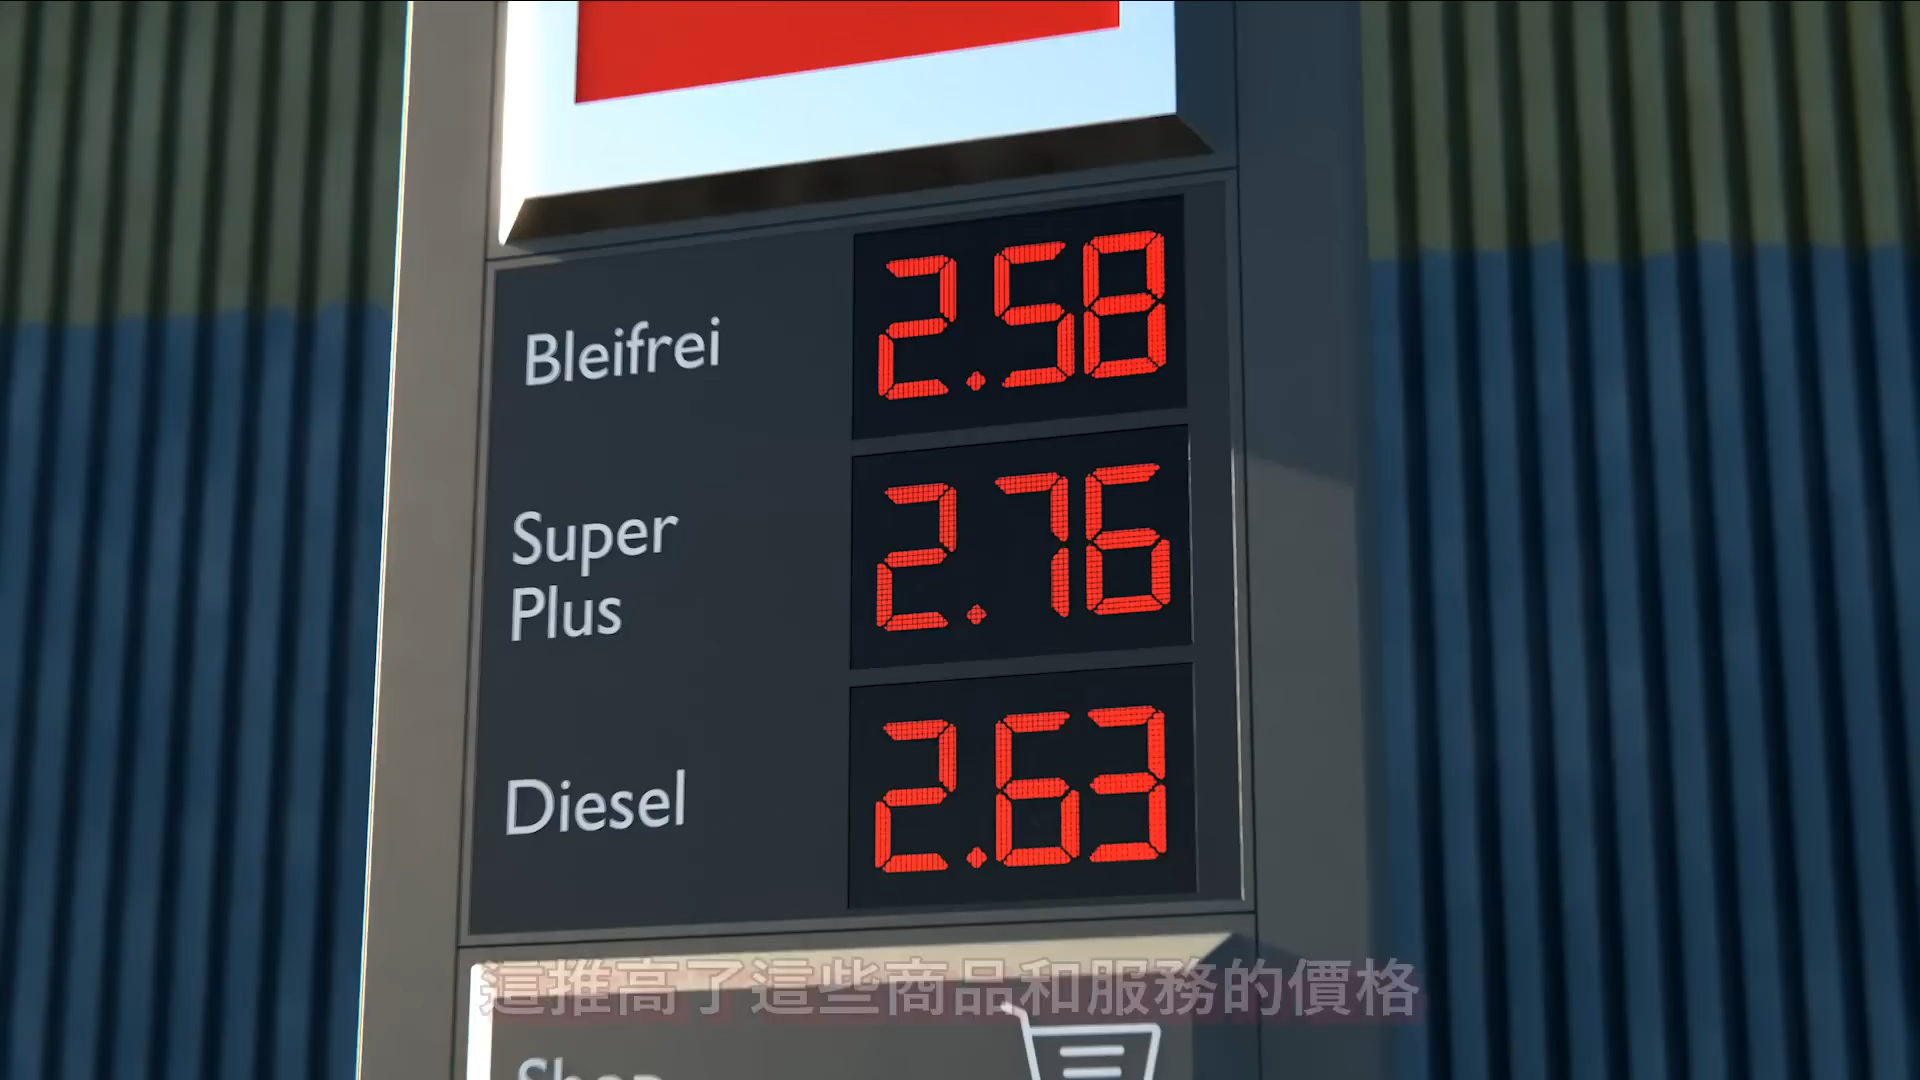 Bleifrei 2.58
Super
Plus 2.76
Diesel 2.63
這推高了這些商品和服務的價格
Shop